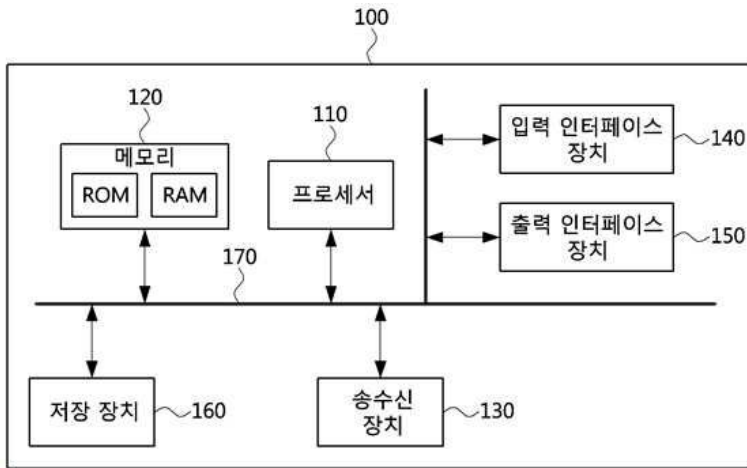 100
120
메모리
ROM RAM
110
프로세서
입력 인터페이스
장치
140
출력 인터페이스
장치
150
170
저장 장치
160
송수신
장치
130